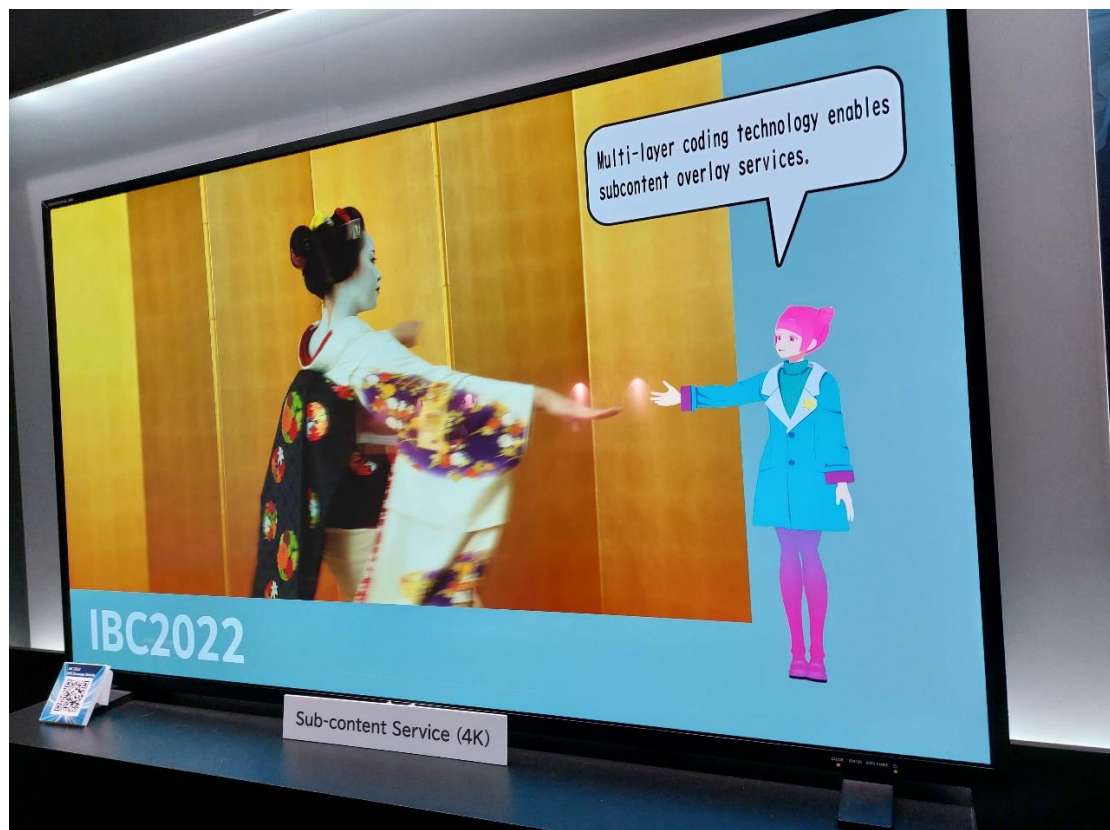 Multi-layer coding technology enables
subcontent overlay services.
IBC2022
Sub-content Service (4K)